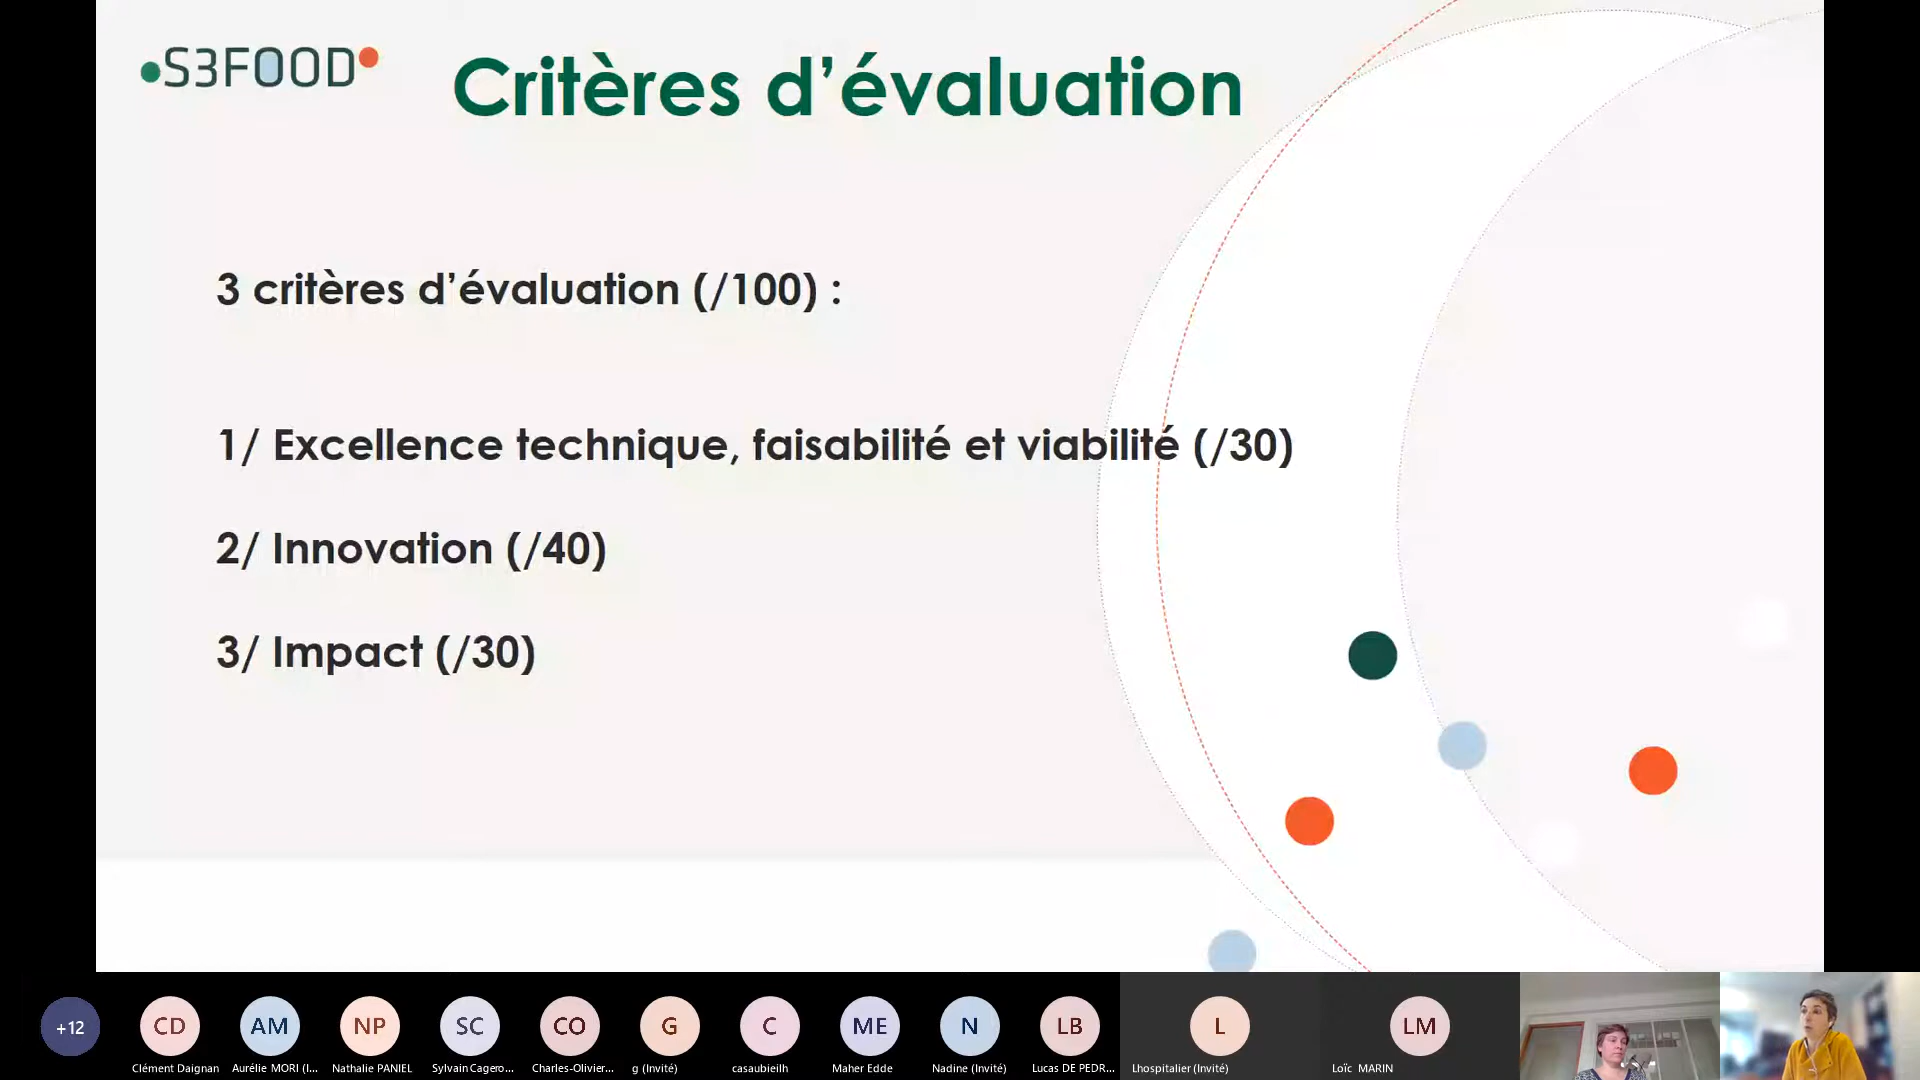 S3FOOD
Critères d’évaluation
3 critères d’évaluation (/100) :
1/ Excellence technique, faisabilité et viabilité (/30)
2/ Innovation (/40)
3/ Impact (/30)
+12
CD
AM
NP
SC
CO
G
C
ME
N
LB
L
LM
Clément Daignan
Aurélie MORI (I...
Nathalie PANIEL
Sylvain Cagero...
Charles-Olivier...
g (Invité)
casaubieilh
Maher Edde
Nadine (Invité)
Lucas DE PEDR...
Lhospitalier (Invité)
Loïc MARIN